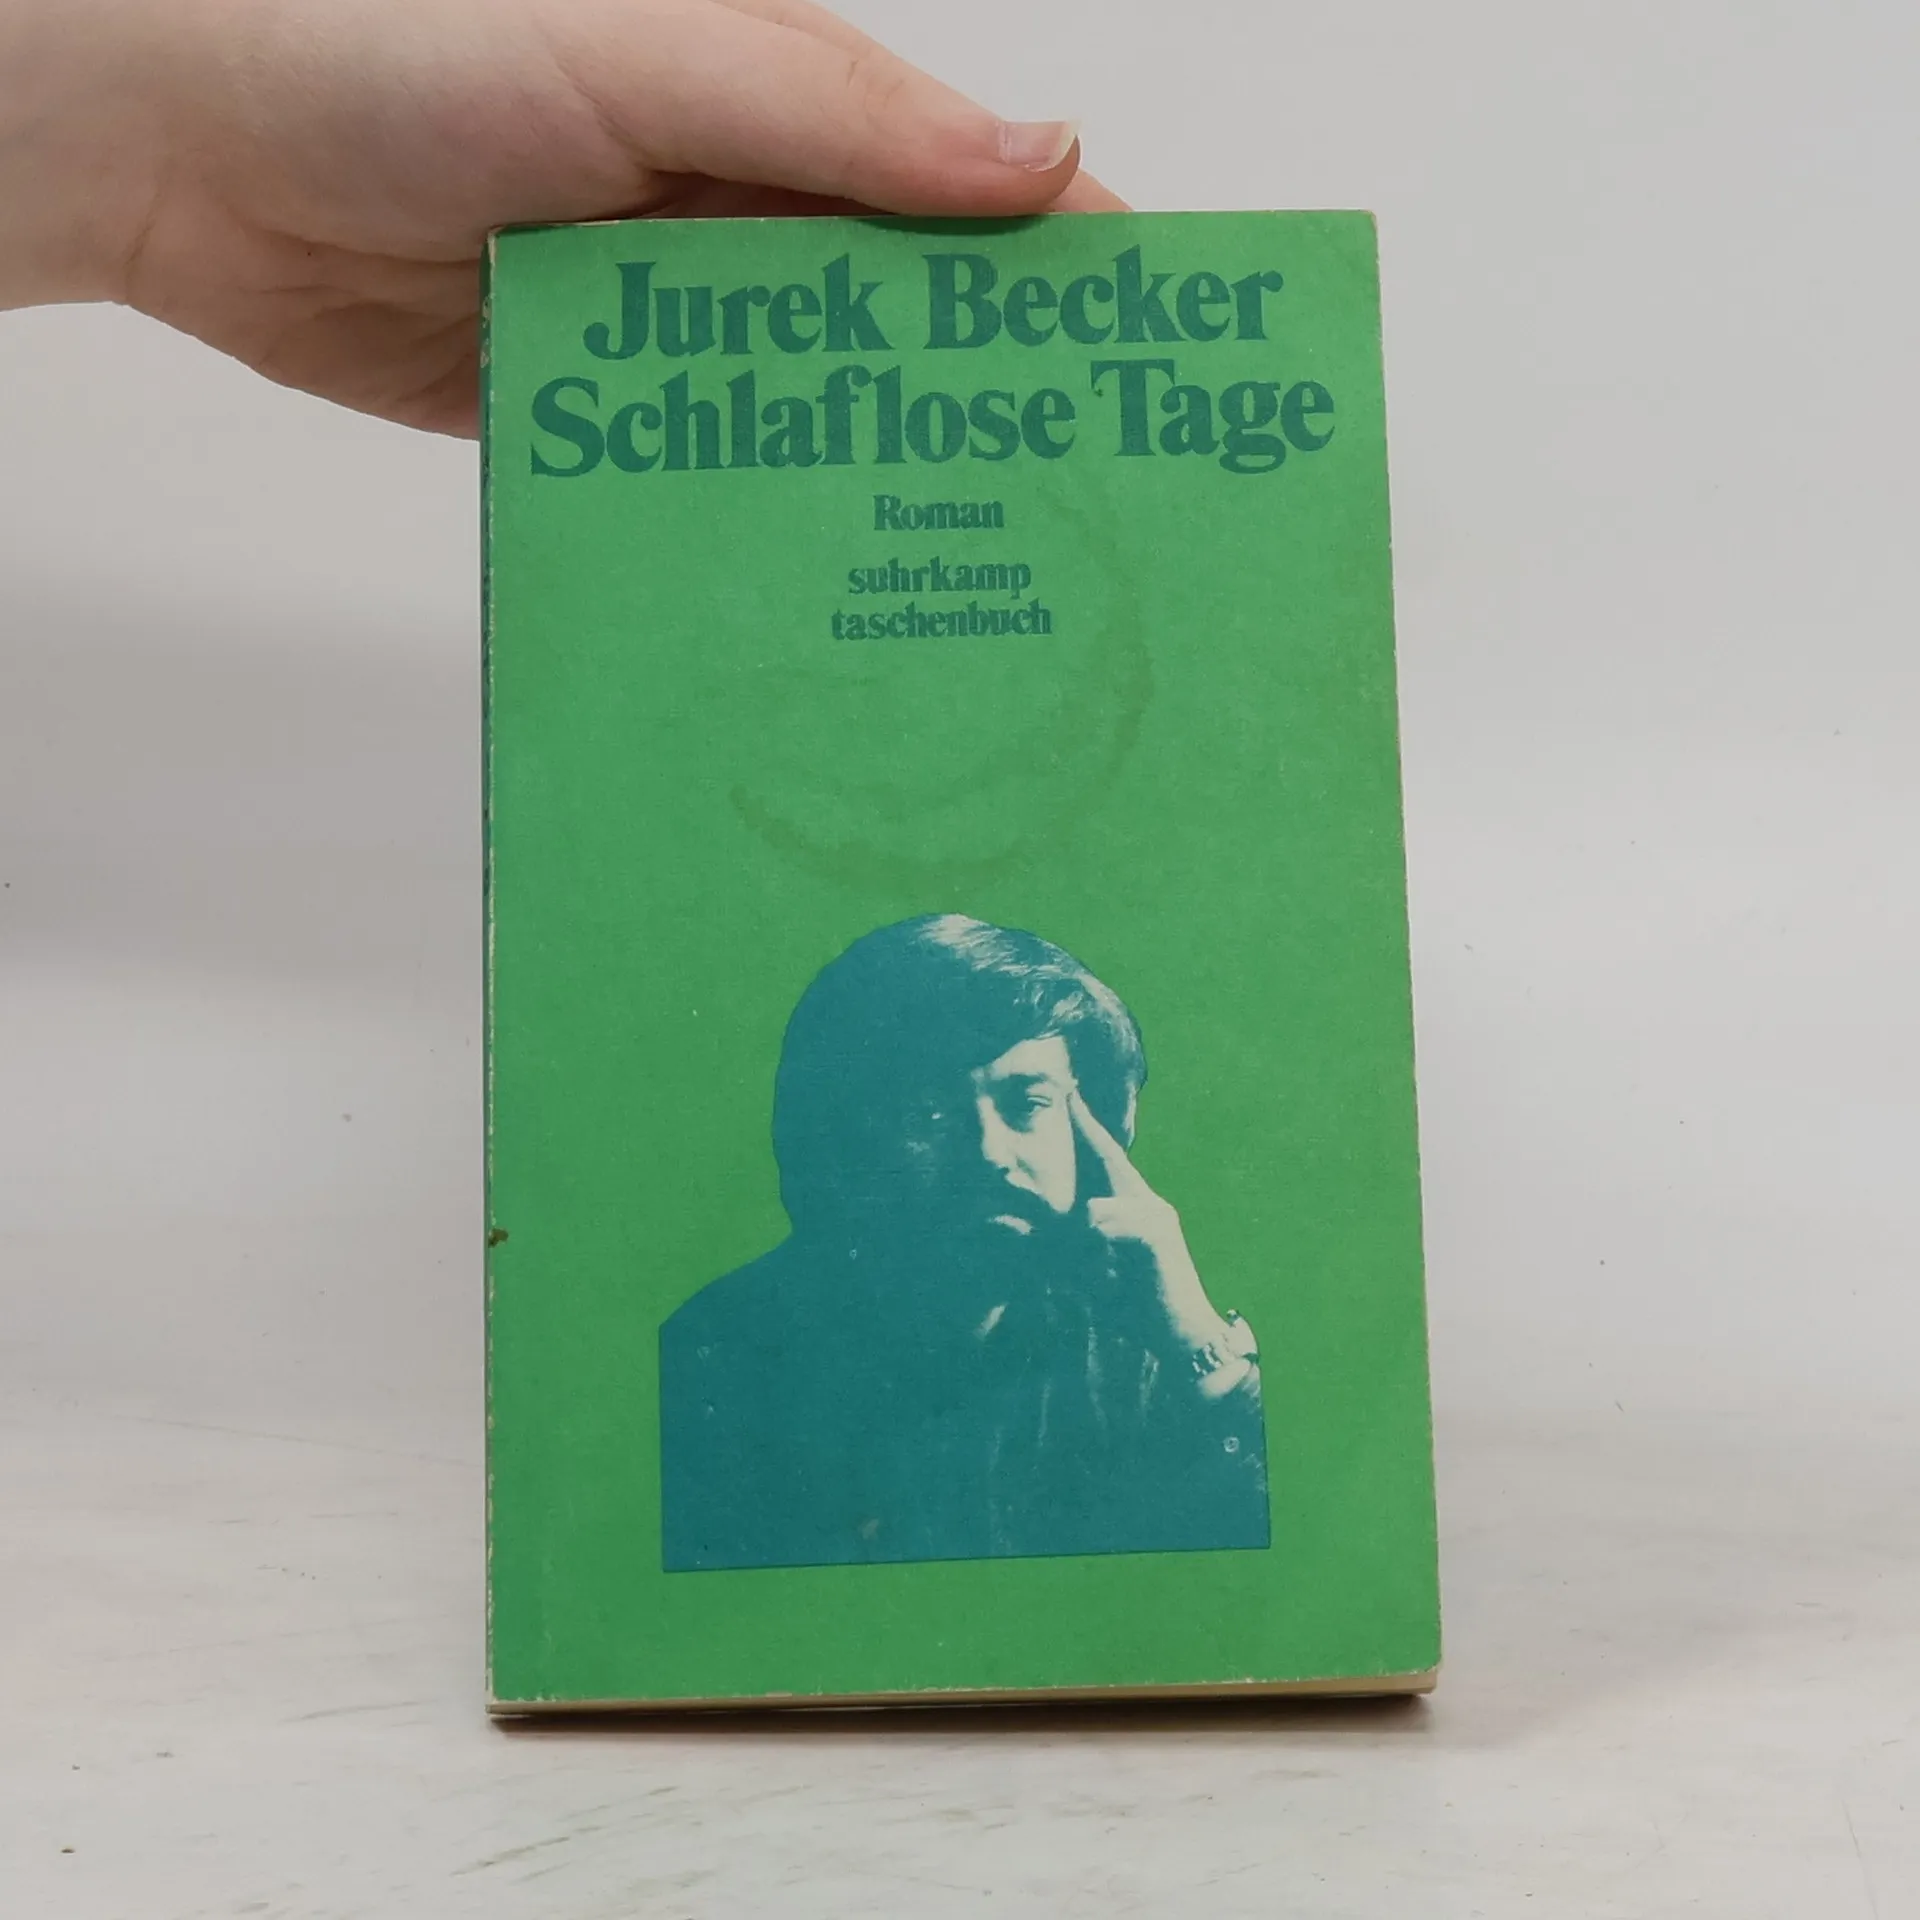 Jurek Becker
Schlaflose Tage
Roman
suhrkamp
taschenbuch